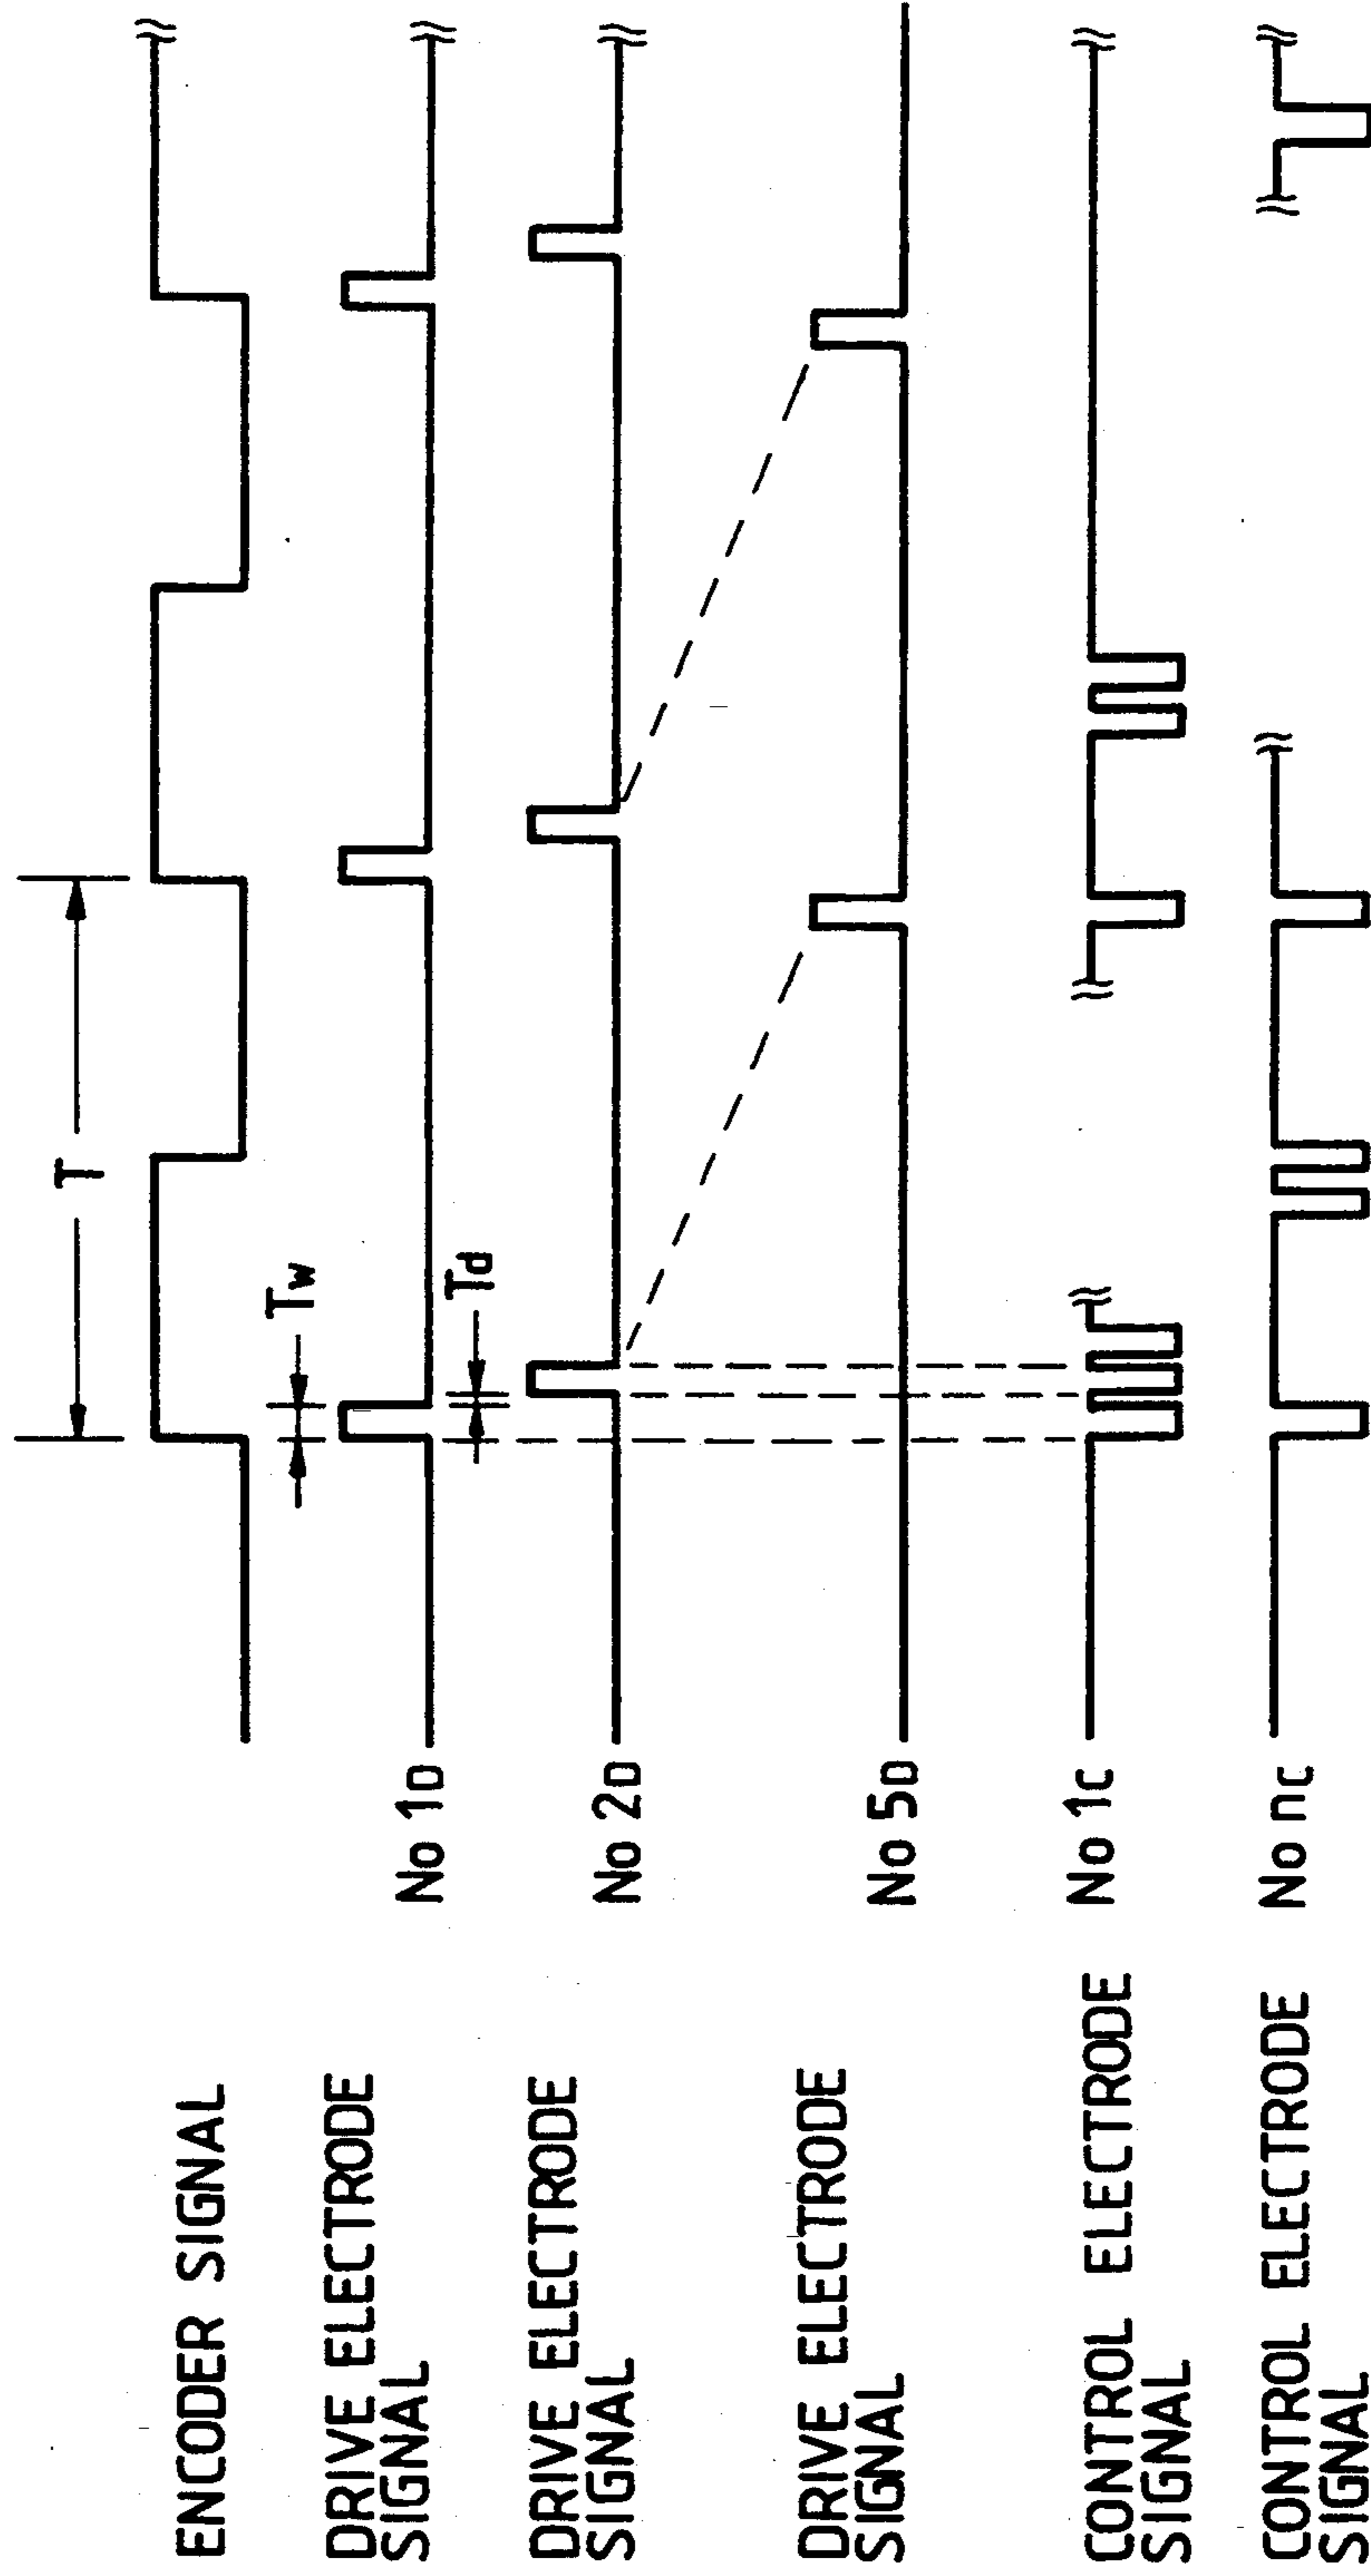 T
ENCODER SIGNAL
Tw
DRIVE ELECTRODE No 1D
SIGNAL
Td
DRIVE ELECTRODE No 2D
SIGNAL
DRIVE ELECTRODE No 5D
SIGNAL
CONTROL ELECTRODE No 1C
SIGNAL
CONTROL ELECTRODE No nC
SIGNAL